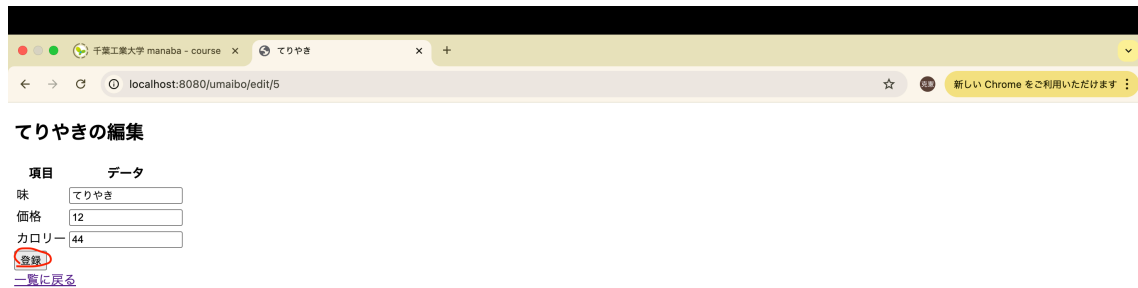 千葉工業大学 manaba - course
てりやき
localhost:8080/umaibo/edit/5
新しい Chrome をご利用いただけます
てりやきの編集
項目 データ
味 てりやき
価格 12
カロリー 44
登録
一覧に戻る